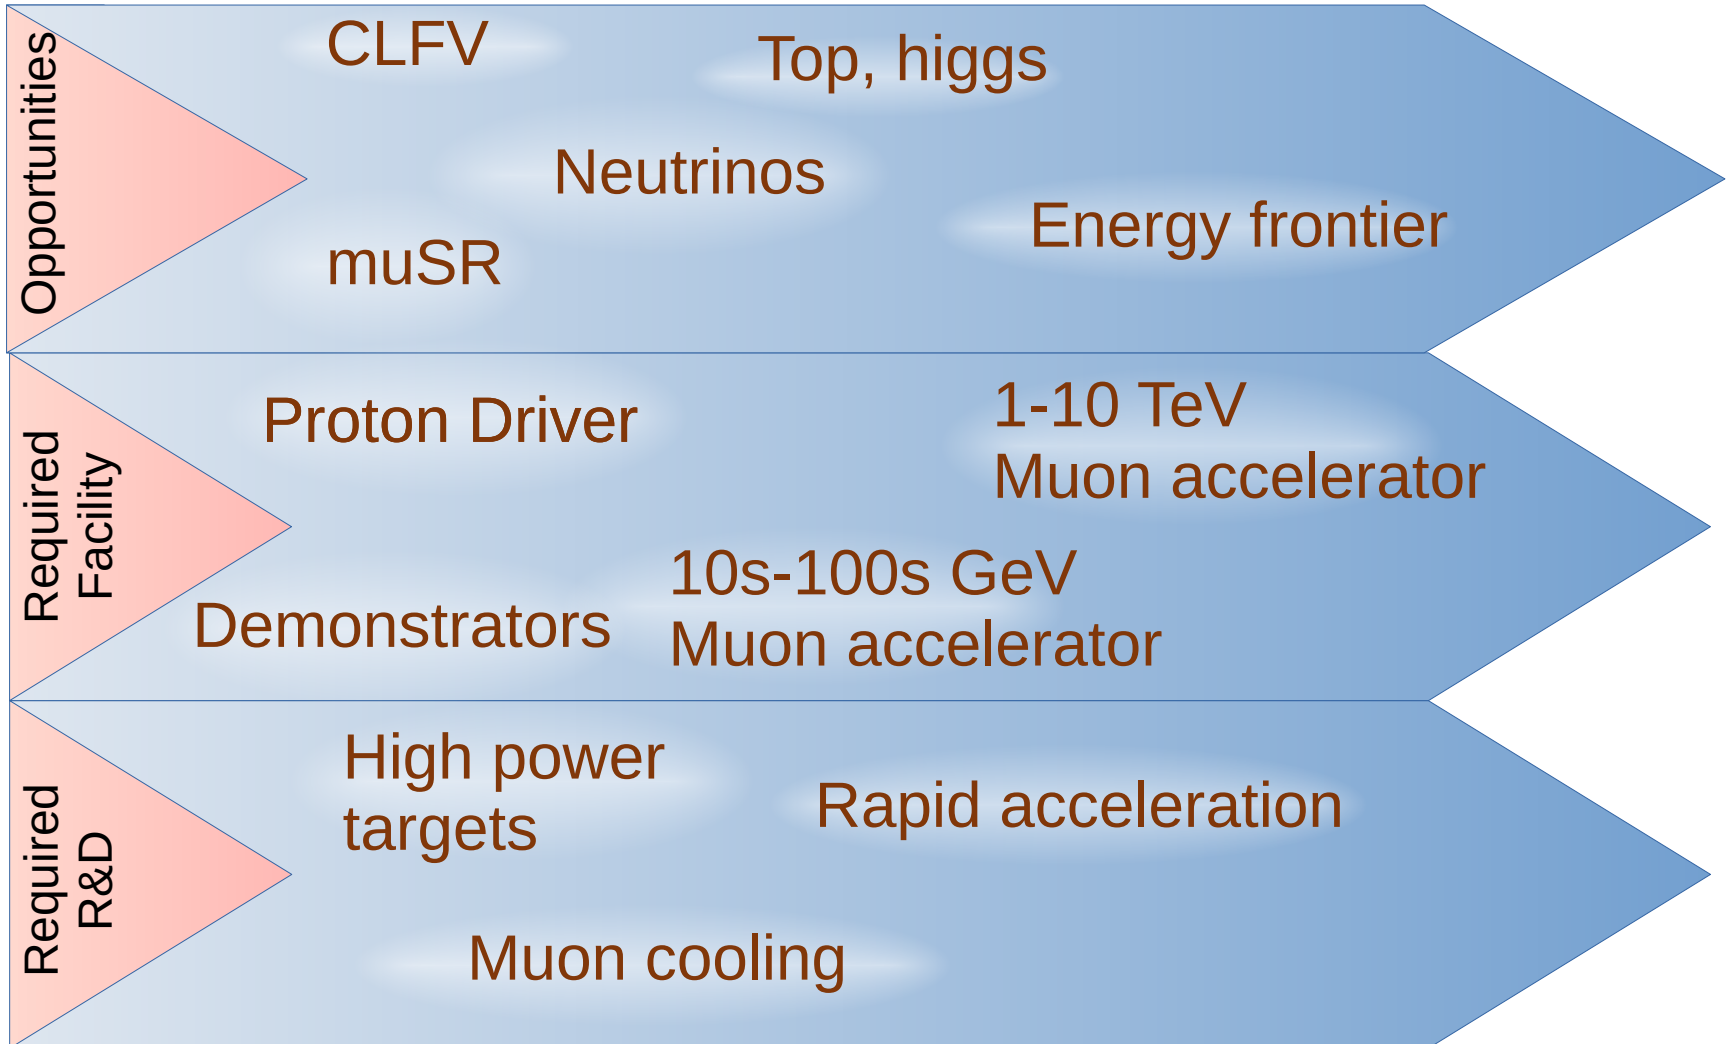 Opportunities
CLFV
Top, higgs
Neutrinos
Energy frontier
muSR
Required
Facility
Proton Driver
1-10 TeV
Muon accelerator
10s-100s GeV
Muon accelerator
Demonstrators
Required
R&D
High power
targets
Rapid acceleration
Muon cooling